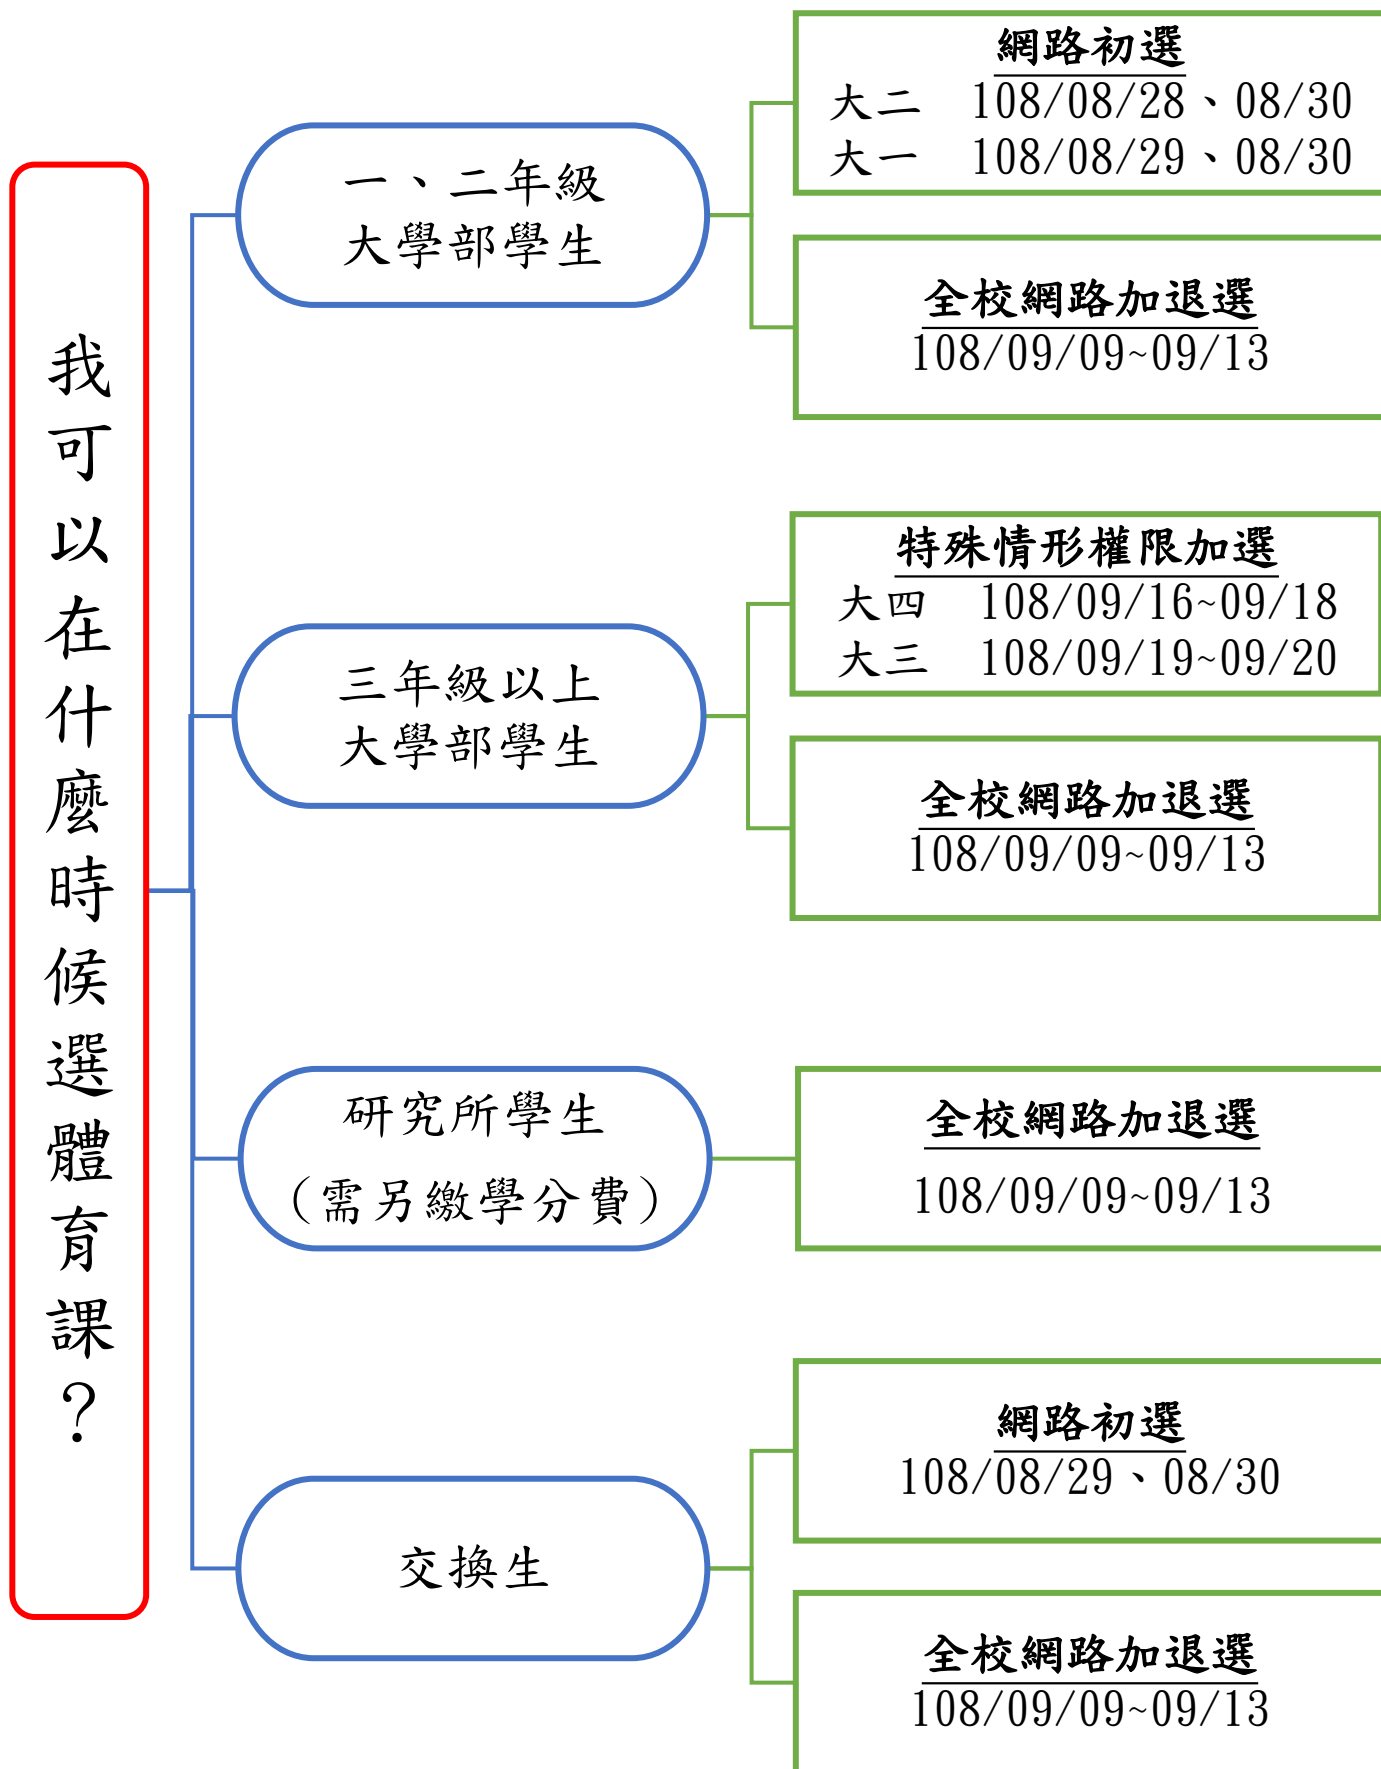 我可以在什麼時候選體育課？
一、二年級
大學部學生
網路初選
大二　108/08/28、08/30
大一　108/08/29、08/30
全校網路加退選
108/09/09~09/13
三年級以上
大學部學生
特殊情形權限加選
大四　108/09/16~09/18
大三　108/09/19~09/20
全校網路加退選
108/09/09~09/13
研究所學生
（需另繳學分費）
全校網路加退選
108/09/09~09/13
交換生
網路初選
108/08/29、08/30
全校網路加退選
108/09/09~09/13